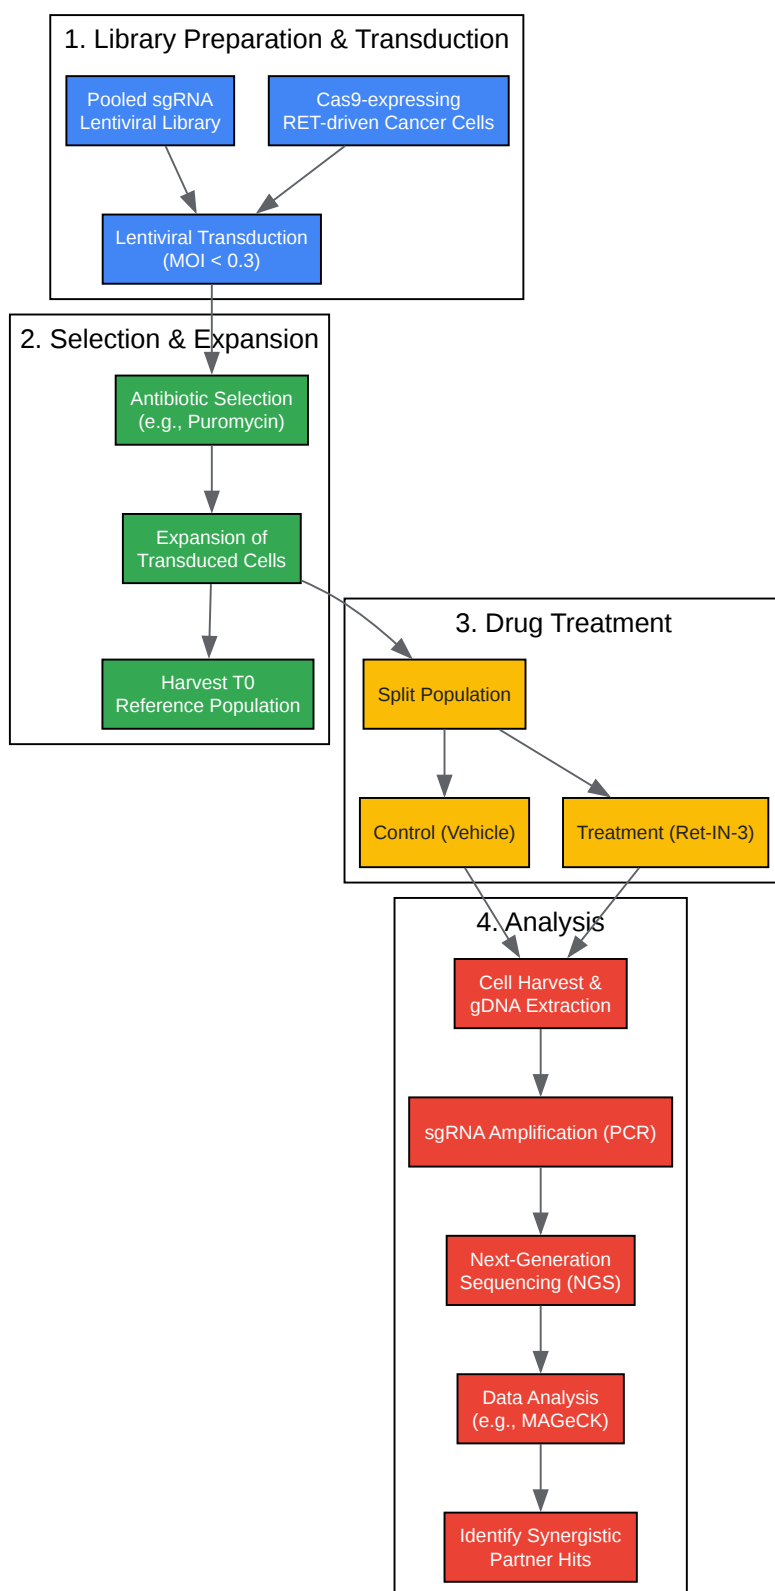 1. Library Preparation & Transduction
Pooled sgRNA
Lentiviral Library
Cas9-expressing
RET-driven Cancer Cells
Lentiviral Transduction
(MOI < 0.3)
2. Selection & Expansion
Antibiotic Selection
(e.g., Puromycin)
Expansion of
Transduced Cells
Harvest T0
Reference Population
3. Drug Treatment
Split Population
Control (Vehicle)
Treatment (Ret-IN-3)
4. Analysis
Cell Harvest &
gDNA Extraction
sgRNA Amplification (PCR)
Next-Generation
Sequencing (NGS)
Data Analysis
(e.g., MAGeCK)
Identify Synergistic
Partner Hits